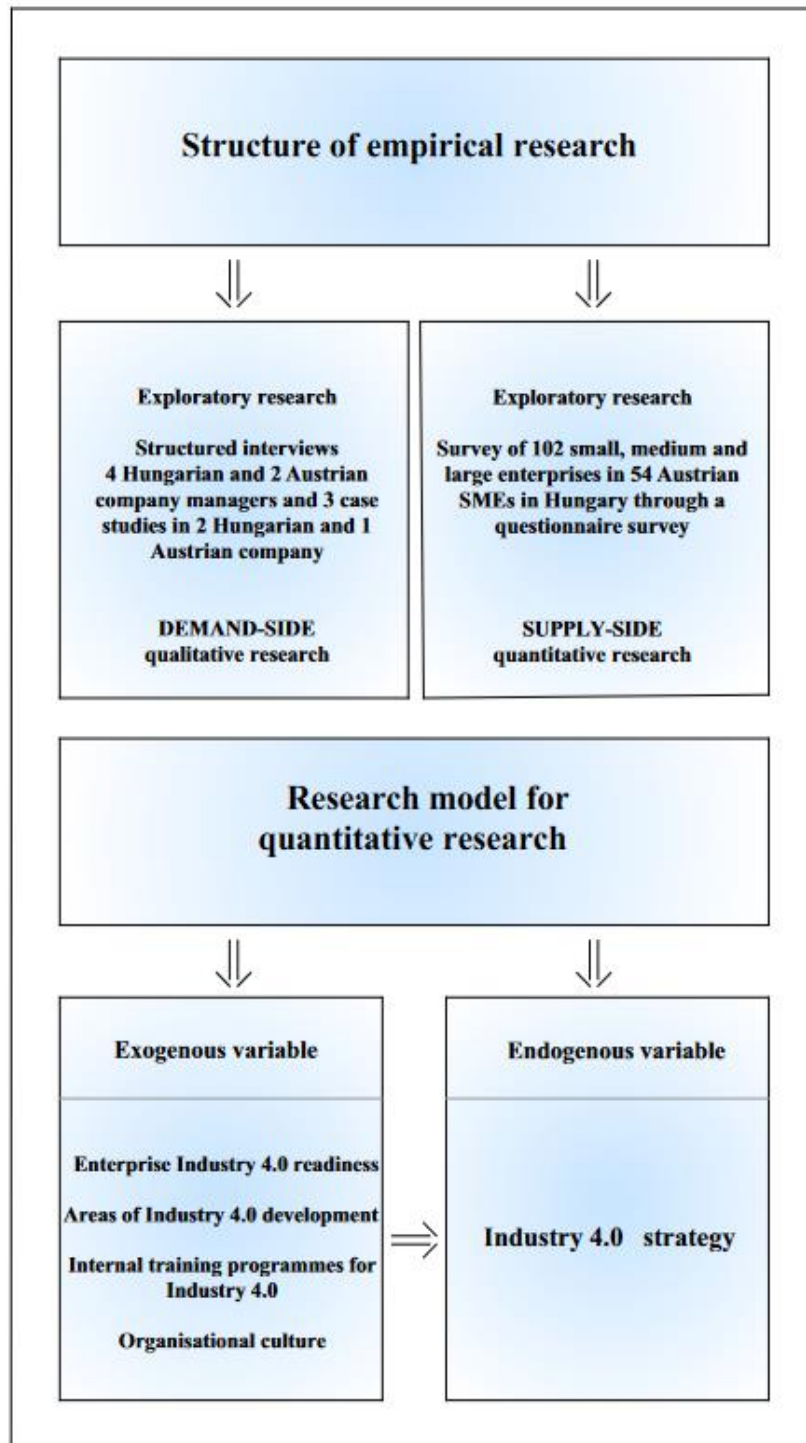 Structure of empirical research
Exploratory research
Structured interviews
4 Hungarian and 2 Austrian
company managers and 3 case
studies in 2 Hungarian and 1
Austrian company
DEMAND-SIDE
qualitative research
Exploratory research
Survey of 102 small, medium and
large enterprises in 54 Austrian
SMEs in Hungary through a
questionnaire survey
SUPPLY-SIDE
quantitative research
Research model for
quantitative research
Exogenous variable
Enterprise Industry 4.0 readiness
Areas of Industry 4.0 development
Internal training programmes for
Industry 4.0
Organisational culture
Endogenous variable
Industry 4.0 strategy